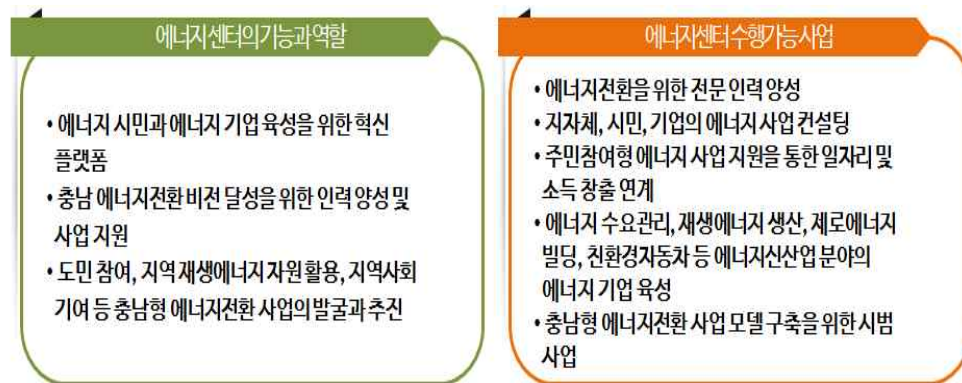 에너지센터의 기능과 역할
• 에너지 시민과 에너지 기업 육성을 위한 혁신
플랫폼
• 충남 에너지전환 비전 달성을 위한 인력 양성 및
사업 지원
• 도민 참여, 지역 재생에너지 자원 활용, 지역사회
기여 등 충남형 에너지전환 사업의 발굴과 추진
에너지센터 수행가능 사업
• 에너지전환을 위한 전문 인력 양성
• 지자체, 시민, 기업의 에너지 사업 컨설팅
• 주민참여형 에너지 사업 지원을 통한 일자리 및
소득 창출 연계
• 에너지 수요관리, 재생에너지 생산, 제로에너지
빌딩, 친환경자동차 등 에너지신산업 분야의
에너지 기업 육성
• 충남형 에너지전환 사업 모델 구축을 위한 시범
사업